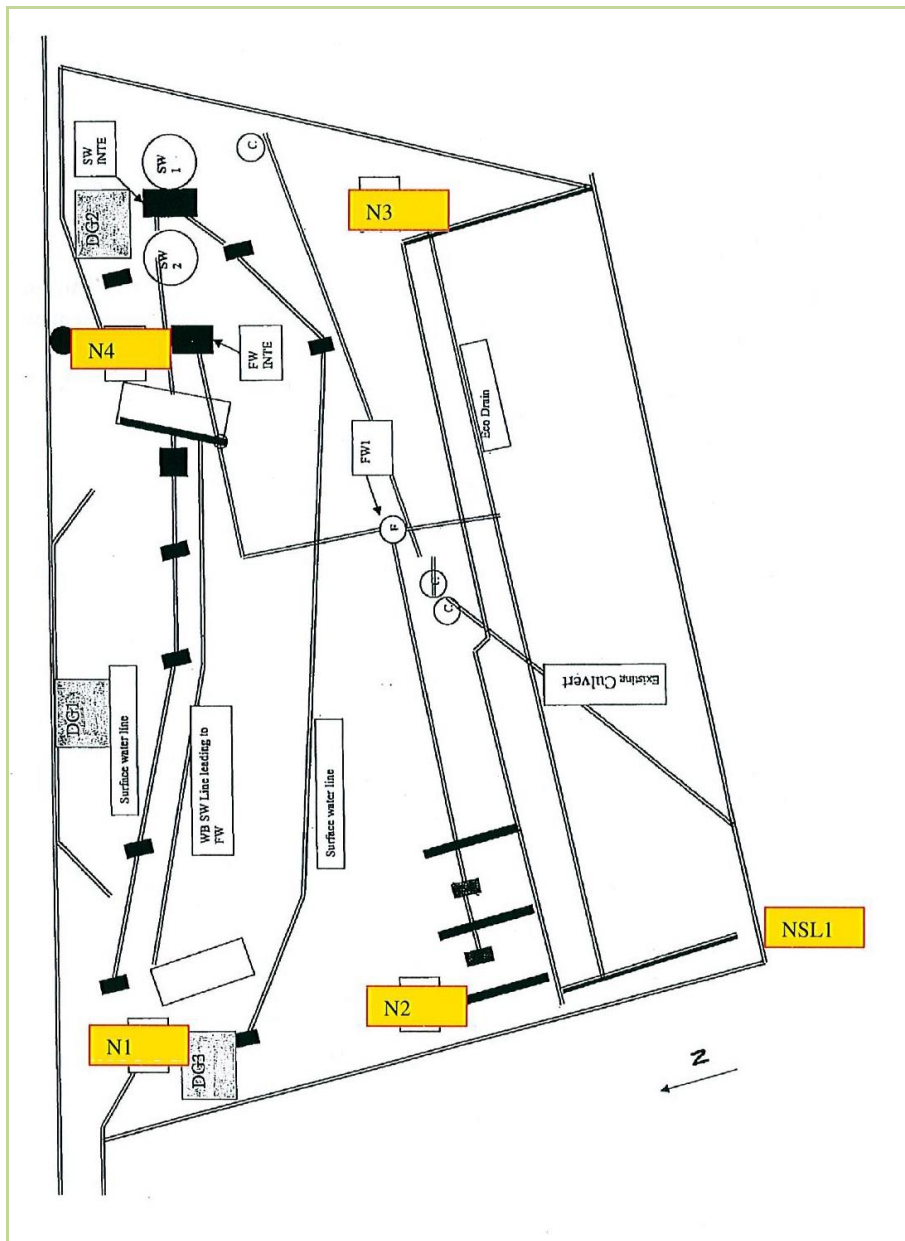 SW
INTE
SW
1
C
DG2
SW
2
N3
N4
FW
INTE
FW1
Eco Drain
F
C
C
Existing Culvert
DG1
Surface water line
WB SW Line leading to
FW
Surface water line
NSL1
N2
N1
DG3
N